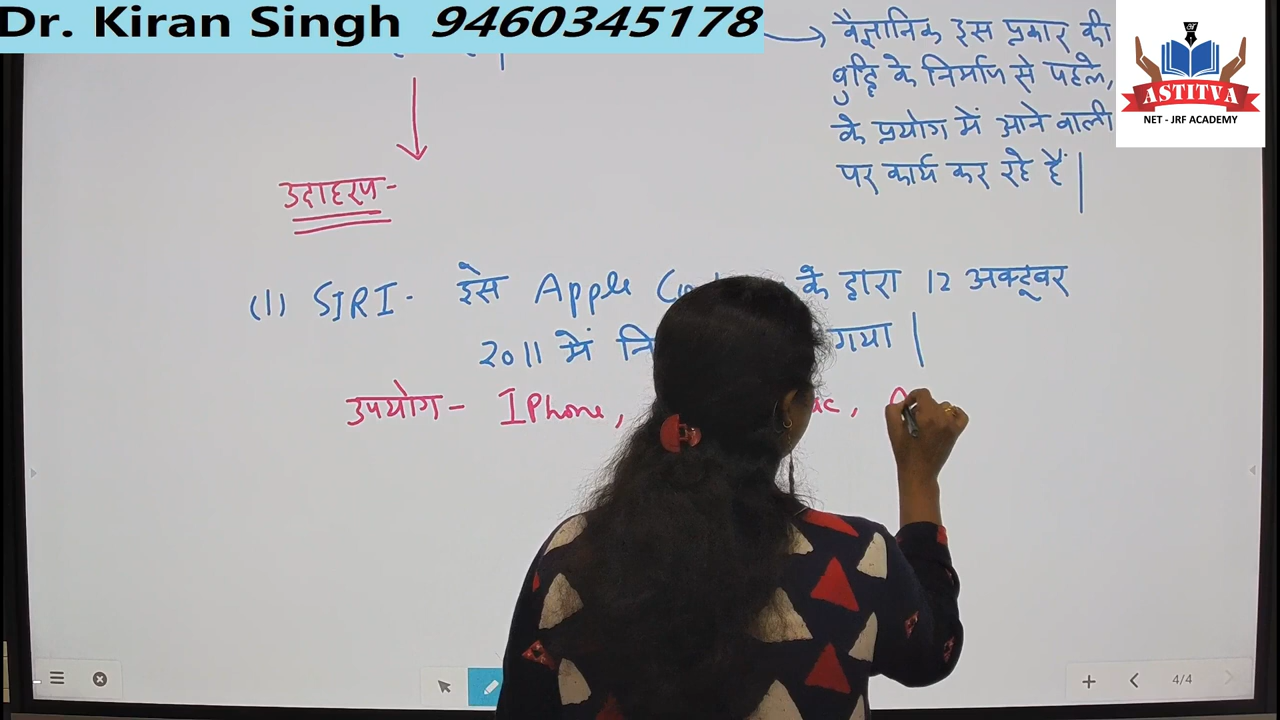 Dr. Kiran Singh 9460345178
वैज्ञानिक इस प्रकार की
बुद्धि के निर्माण से पहले,
के प्रयोग में आने वाली
पर कार्य कर रहे हैं|
ASTITVA
NET - JRF ACADEMY
उदाहरण-
(1) SIRI- इसे Apple के द्वारा 12 अक्टूबर
2011 में गया|
उपयोग- IPhone,
4/4